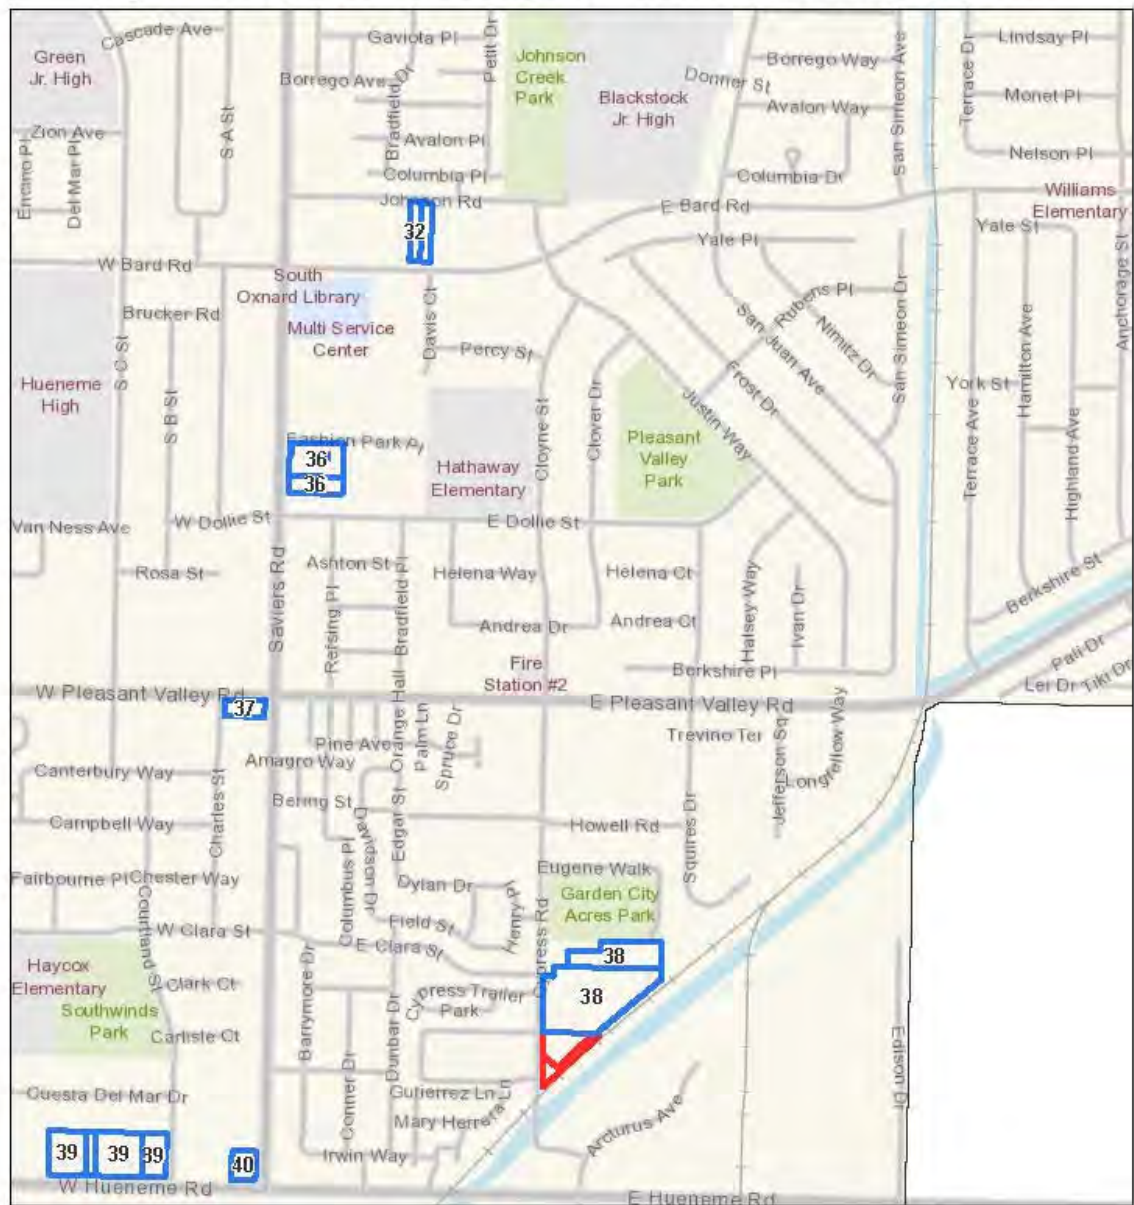 Cascade Ave
Gaviota Pl
Petit Dr
Johnson
Creek
Park
Borrego Way
San Simeon Ave
Terrace Dr
Lindsay Pl
Green
Jr. High
Borrego Ave
Bradfield Dr
Donner St
Blackstock
Jr. High
Avalon Way
Monet Pl
Zion Ave
S A St
Avalon Pl
Nelson Pl
Encino Pl
Del Mar Pl
Columbia Pl
Columbia Dr
Johnson Rd
E Bard Rd
Williams
Elementary
32
Yale Pl
Yale St
W Bard Rd
South
Oxnard Library
Multi Service
Center
Brucker Rd
Davis Ct
Percy St
Rubens Pl
San Juan Ave
Nimitz Dr
San Simeon Dr
Anchorage St
S C St
Hueneme
High
S B St
Cloyne St
Clover Dr
Frost Dr
Justin Way
York St
Hamilton Ave
Fashion Park Pl
36
36
Hathaway
Elementary
Pleasant
Valley
Park
Terrace Ave
Highland Ave
Van Ness Ave
W Dollie St
E Dollie St
Rosa St
Saviers Rd
Ashton St
Bradfield Pl
Helena Way
Helena Ct
Halsey Way
Ivan Dr
Berkshire St
Andrea Dr
Andrea Ct
Fire
Station #2
Berkshire Pl
Pali Dr
Lei Dr
Tiki Dr
W Pleasant Valley Rd
37
E Pleasant Valley Rd
Orange Hall
Palm Ln
Spruce Dr
Pine Ave
Trevino Ter
Jefferson Sq
Longfellow Way
Canterbury Way
Amagro Way
Charles St
Bering St
Campbell Way
Edgar St
Davidson Dr
Howell Rd
Squires Dr
Columbus Pl
Fairbourne Pl
Chester Way
Courtland St
Dylan Dr
Henry Pl
Eugene Walk
Garden City
Acres Park
Field St
Cypress Rd
W Clara St
E Clara St
38
38
Haycox
Elementary
Southwinds
Park
Clark Ct
Barrymore Dr
Cypress Trailer
Park
Carlisle Ct
Conner Dr
Dunbar Dr
Edison Dr
Cuesta Del Mar Dr
Gutierrez Ln
Mary Herrera Ln
Arcturus Ave
39
39
39
40
Irwin Way
W Hueneme Rd
E Hueneme Rd